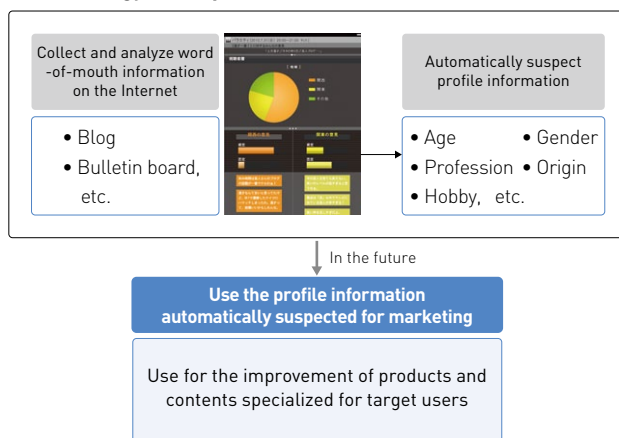 Collect and analyze word
-of-mouth information
on the Internet
• Blog
• Bulletin board,
etc.
Automatically suspect
profile information
• Age • Gender
• Profession • Origin
• Hobby, etc.
In the future
Use the profile information
automatically suspected for marketing
Use for the improvement of products and
contents specialized for target users